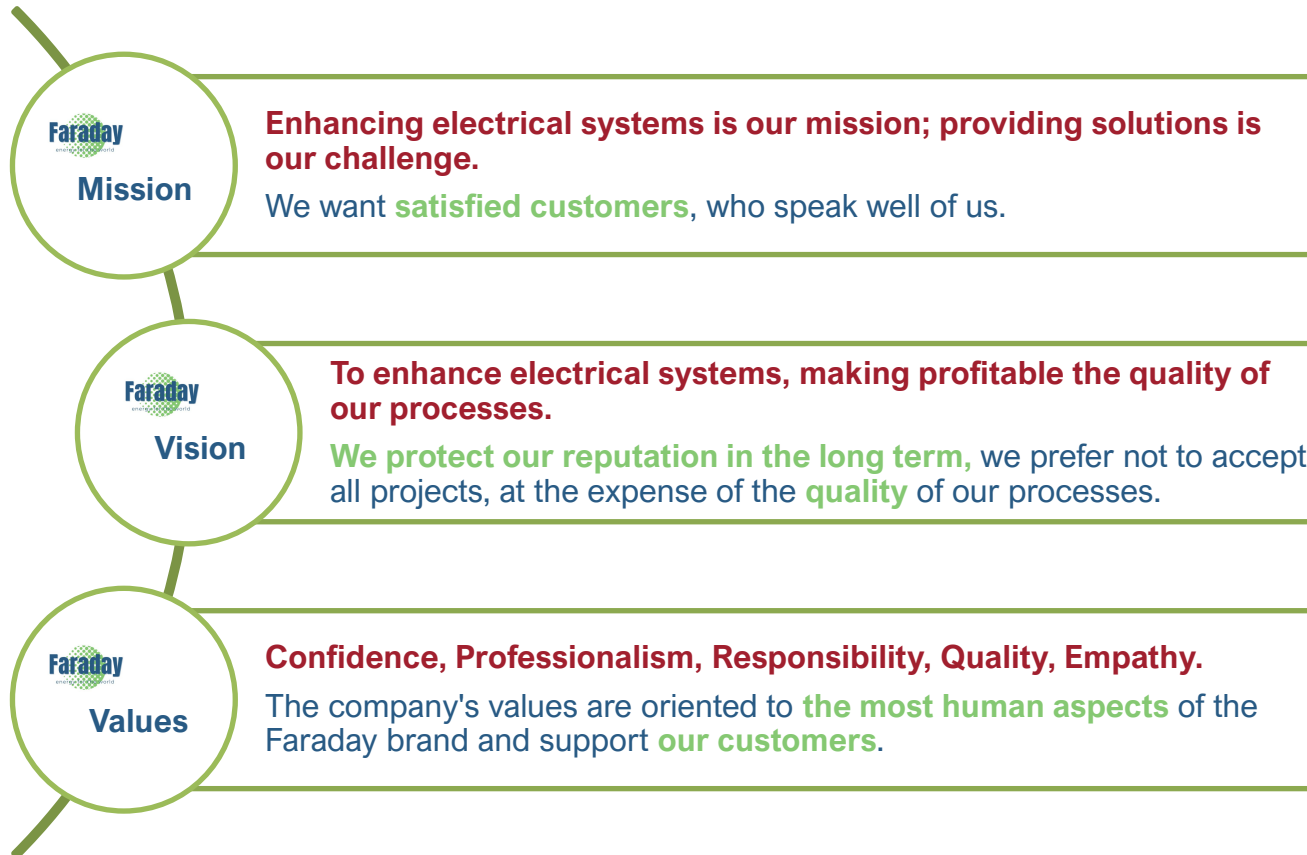 Faraday
Mission
Enhancing electrical systems is our mission; providing solutions is
our challenge.
We want satisfied customers, who speak well of us.
Faraday
Vision
To enhance electrical systems, making profitable the quality of
our processes.
We protect our reputation in the long term, we prefer not to accept
all projects, at the expense of the quality of our processes.
Faraday
Values
Confidence, Professionalism, Responsibility, Quality, Empathy.
The company's values are oriented to the most human aspects of the
Faraday brand and support our customers.